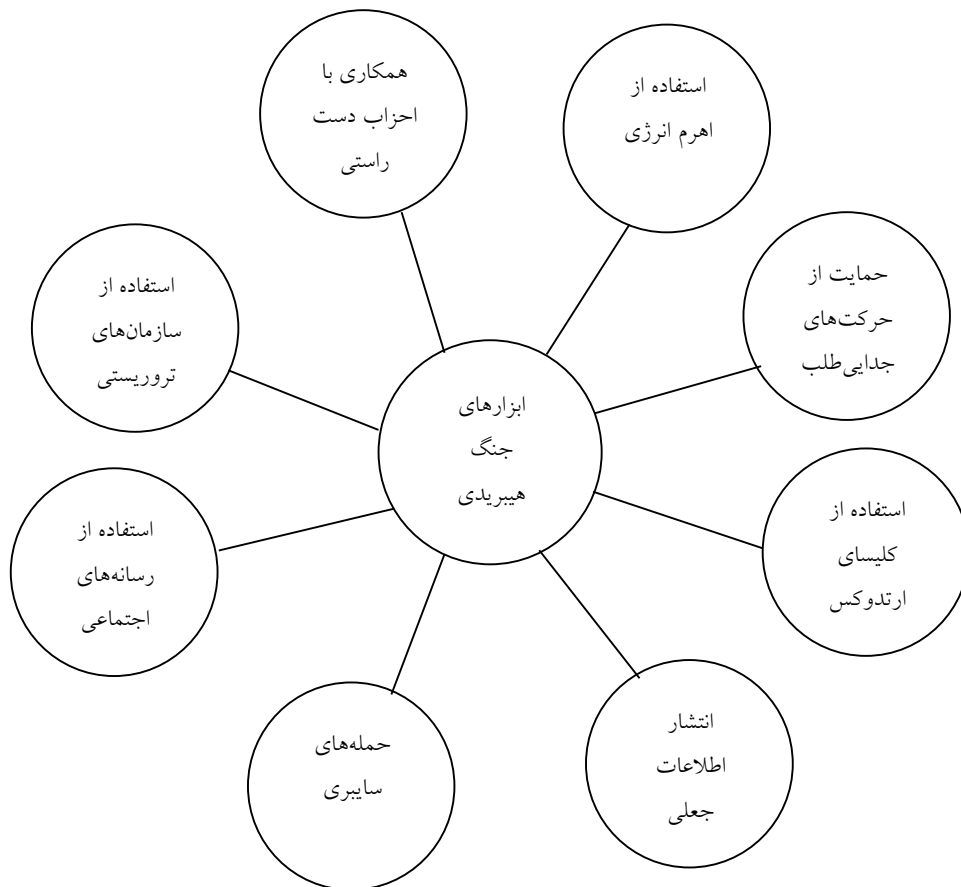 همکاری با
احزاب دست
راستی
استفاده از
اهرم انرژی
حمایت از
حرکت‌های
جدایی‌طلب
استفاده از
سازمان‌های
تروریستی
ابزارهای
جنگ
هیبریدی
استفاده از
کلیسای
ارتدوکس
استفاده از
رسانه‌های
اجتماعی
انتشار
اطلاعات
جعلی
حمله‌های
سایبری